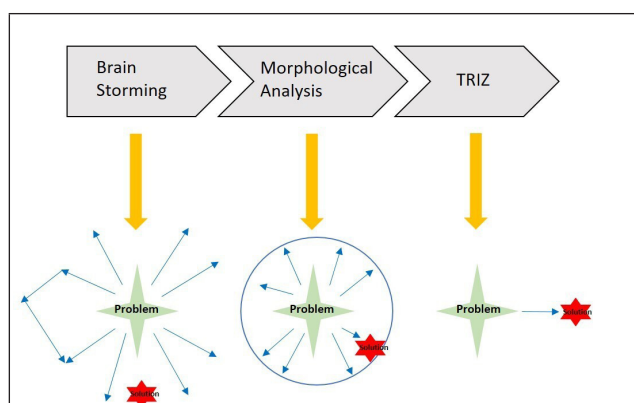 Brain
Storming
Morphological
Analysis
TRIZ
Problem
Problem
Problem
Solution
Solution
Solution